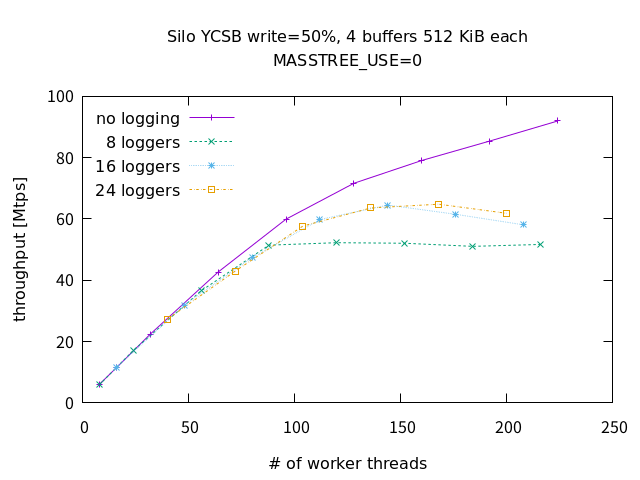 Silo YCSB write=50%, 4 buffers 512 KiB each
MASSTREE_USE=0
throughput [Mtps]
100
80
60
40
20
0
no logging
8 loggers
16 loggers
24 loggers
0 50 100 150 200 250
# of worker threads